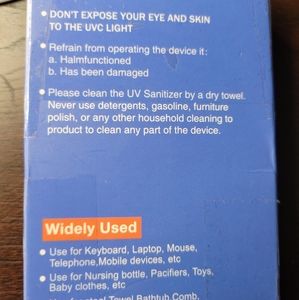 • DON'T EXPOSE YOUR EYE AND SKIN
TO THE UVC LIGHT
• Refrain from operating the device it:
a. Halmfunctioned
b. Has been damaged
• Please clean the UV Sanitizer by a dry towel.
Never use detergents, gasoline, furniture
polish, or any other household cleaning to
product to clean any part of the device.
Widely Used
• Use for Keyboard, Laptop, Mouse,
Telephone,Mobile devices, etc
• Use for Nursing bottle, Pacifiers, Toys,
Baby clothes, etc
Towel Bathtub Comb,